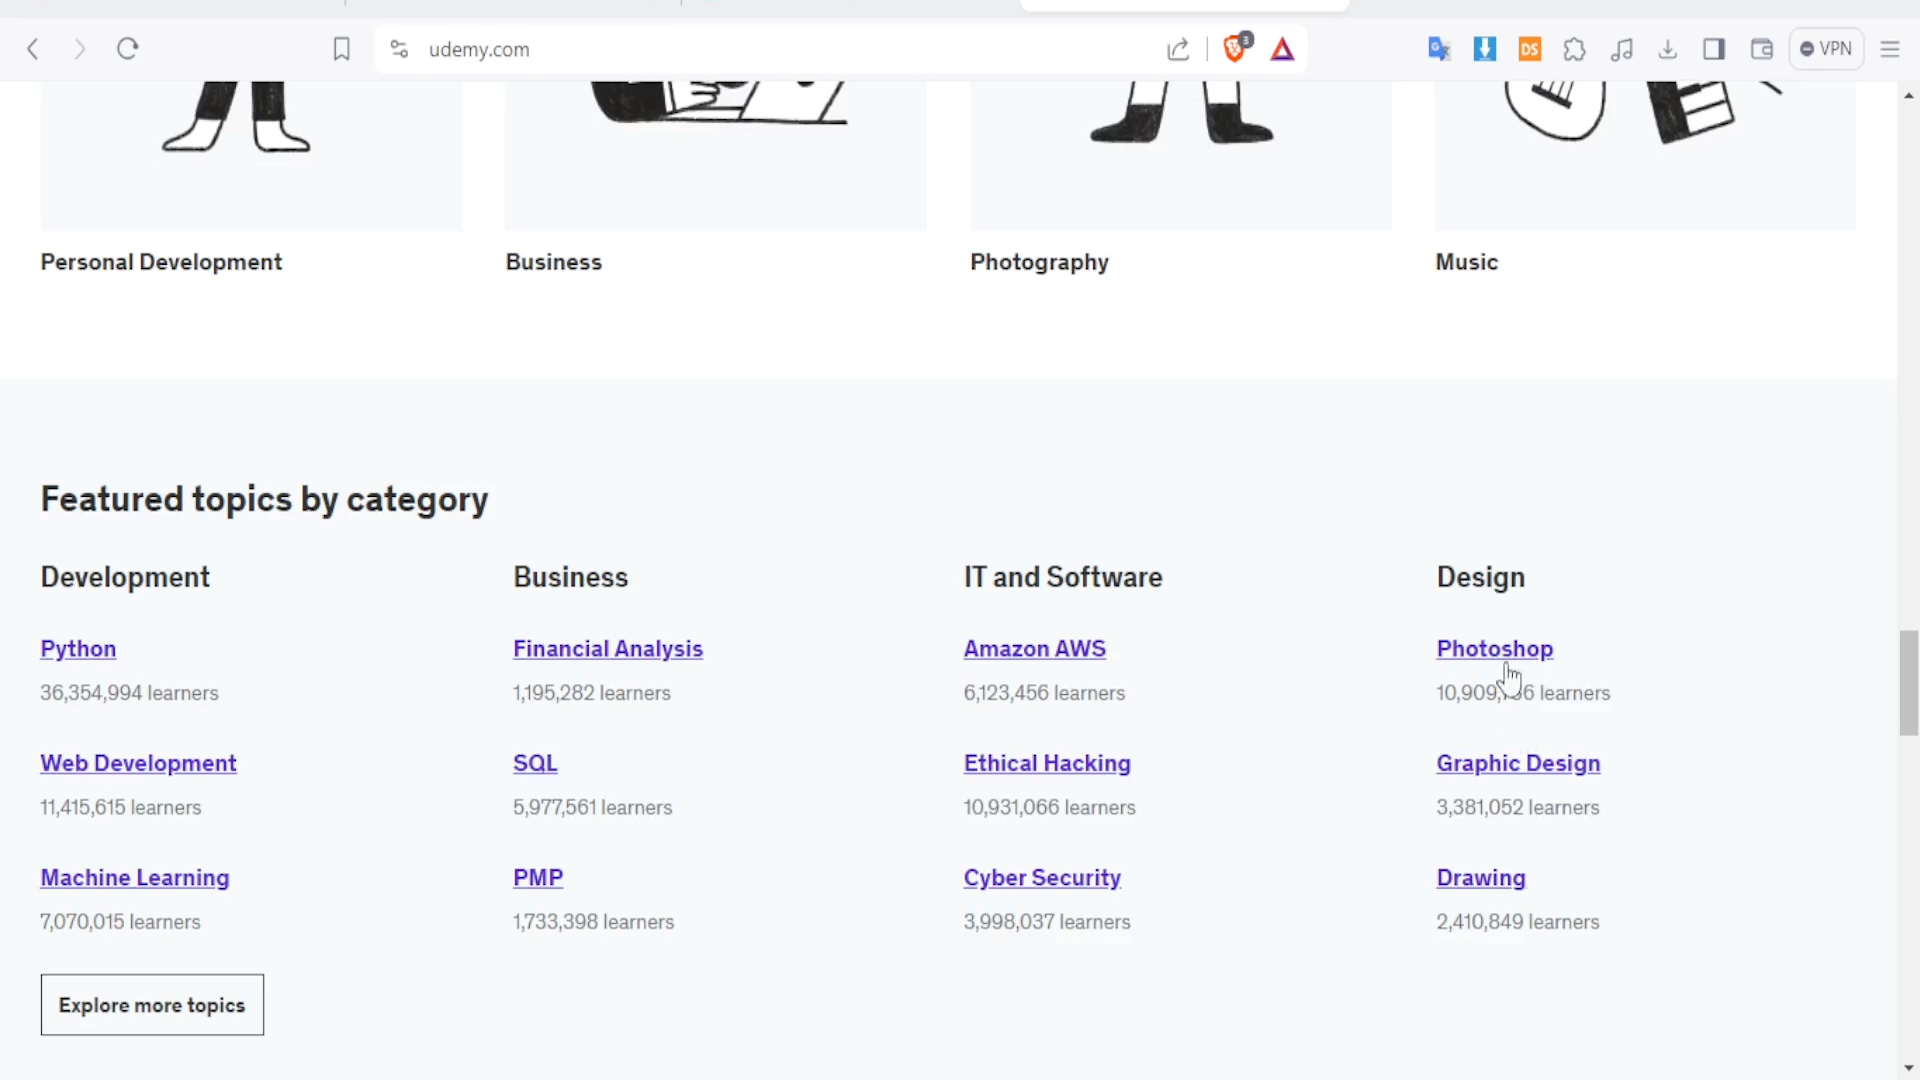 udemy.com
3
DS
VPN
Personal Development
Business
Photography
Music
Featured topics by category
Development
Business
IT and Software
Design
Python
Financial Analysis
Amazon AWS
Photoshop
36,354,994 learners
1,195,282 learners
6,123,456 learners
learners
Web Development
SQL
Ethical Hacking
Graphic Design
11,415,615 learners
5,977,561 learners
10,931,066 learners
3,381,052 learners
Machine Learning
PMP
Cyber Security
Drawing
7,070,015 learners
1,733,398 learners
3,998,037 learners
2,410,849 learners
Explore more topics